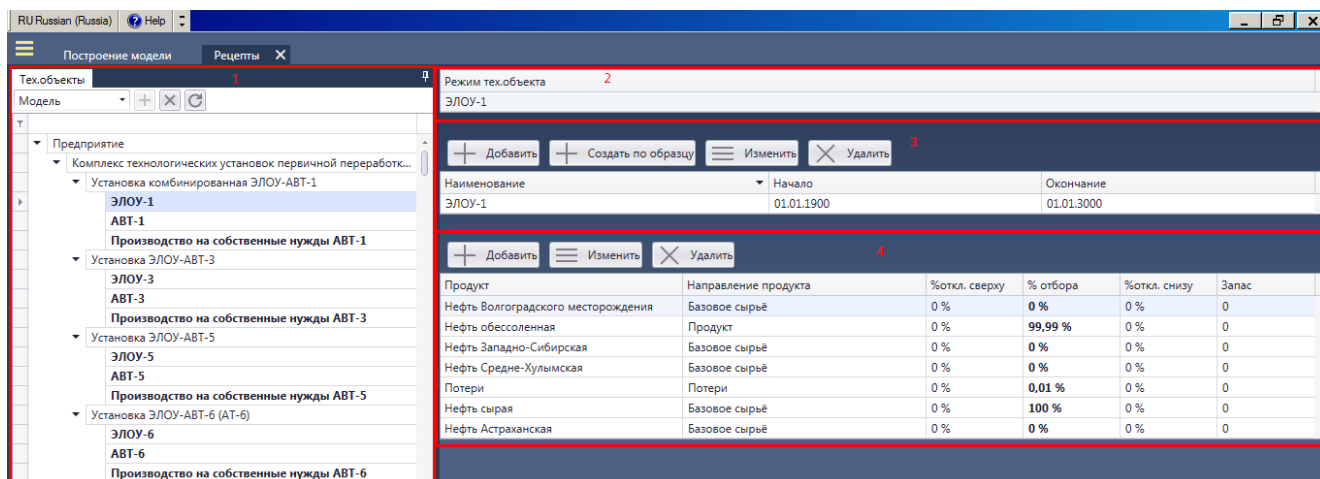 RU Russian (Russia) Help
Построение модели Рецепты
Тех.объекты 1
Модель
Предприятие
Комплекс технологических установок первичной переработк...
Установка комбинированная ЭЛОУ-АВТ-1
ЭЛОУ-1
АВТ-1
Производство на собственные нужды АВТ-1
Установка ЭЛОУ-АВТ-3
ЭЛОУ-3
АВТ-3
Производство на собственные нужды АВТ-3
Установка ЭЛОУ-АВТ-5
ЭЛОУ-5
АВТ-5
Производство на собственные нужды АВТ-5
Установка ЭЛОУ-АВТ-6 (АТ-6)
ЭЛОУ-6
АВТ-6
Производство на собственные нужды АВТ-6
Режим тех.объекта 2
ЭЛОУ-1
Добавить Создать по образцу Изменить Удалить 3
Наименование Начало Окончание
ЭЛОУ-1 01.01.1900 01.01.3000
Добавить Изменить Удалить 4
Продукт Направление продукта %откл. сверху % отбора %откл. снизу Запас
Нефть Волгоградского месторождения Базовое сырьё 0 % 0 % 0 % 0
Нефть обессоленная Продукт 0 % 99,99 % 0 % 0
Нефть Западно-Сибирская Базовое сырьё 0 % 0 % 0 % 0
Нефть Средне-Хулымская Базовое сырьё 0 % 0 % 0 % 0
Потери Потери 0 % 0,01 % 0 % 0
Нефть сырая Базовое сырьё 0 % 100 % 0 % 0
Нефть Астраханская Базовое сырьё 0 % 0 % 0 % 0